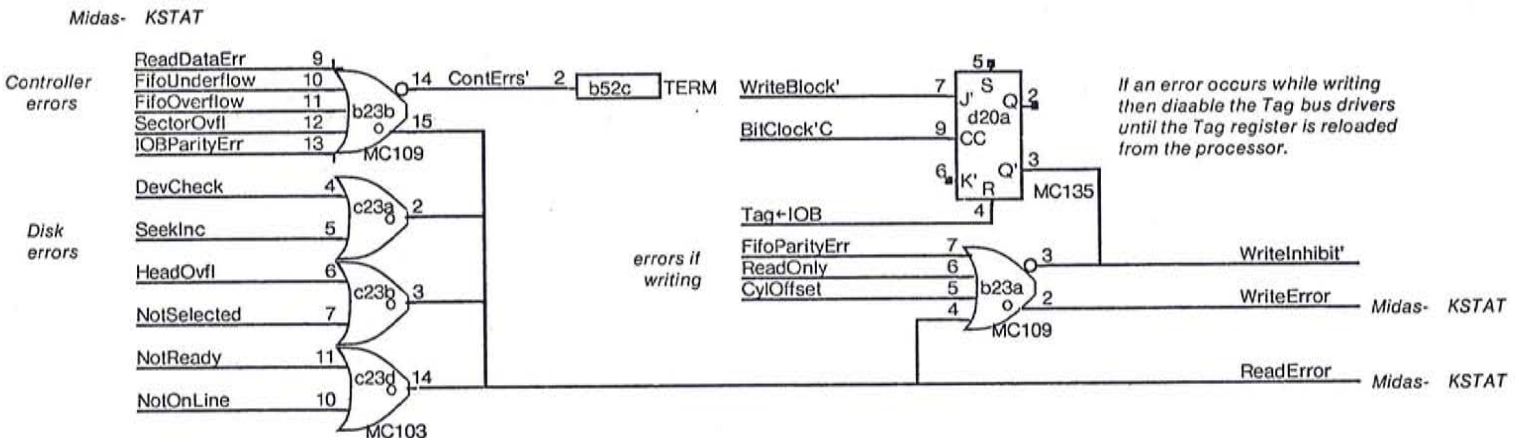 Midas- KSTAT
Controller
errors
ReadDataErr 9
FifoUnderflow 10
FifoOverflow 11
SectorOvfl 12
IOBParityErr 13
b23b
MC109
14 ContErrs' 2 b52c TERM
15
Disk
errors
DevCheck 4
SeekInc 5
c23a 2
HeadOvfl 6
NotSelected 7
c23b 3
NotReady 11
NotOnLine 10
c23d 14
MC103
WriteBlock' 7
BitClock'C 9
6
Tag←IOB 4
5
S
J' Q 2
d20a
CC
K' Q' 3
R
MC135
If an error occurs while writing
then diaable the Tag bus drivers
until the Tag register is reloaded
from the processor.
errors if
writing
FifoParityErr 7
ReadOnly 6
CylOffset 5
4
b23a
MC109
3 WriteInhibit'
2 WriteError Midas- KSTAT
ReadError Midas- KSTAT